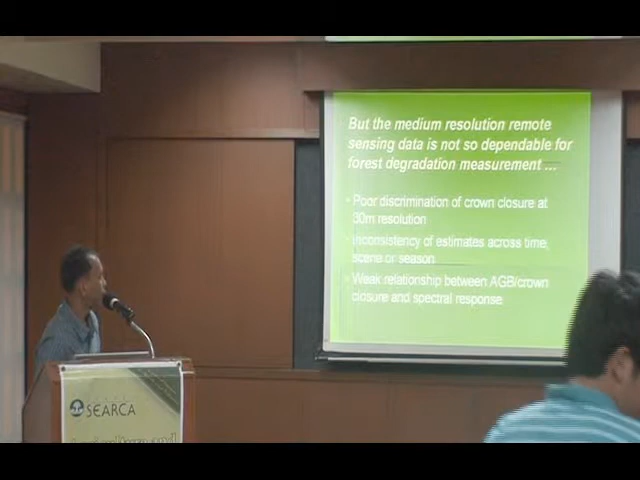 But the medium resolution remote
sensing data is not so dependable for
forest degradation measurement ...
Poor discrimination of crown closure at
30m resolution
Inconsistency of estimates across time,
scene or season
Weak relationship between AGB/crown
closure and spectral response
SEARCA
Agriculture and